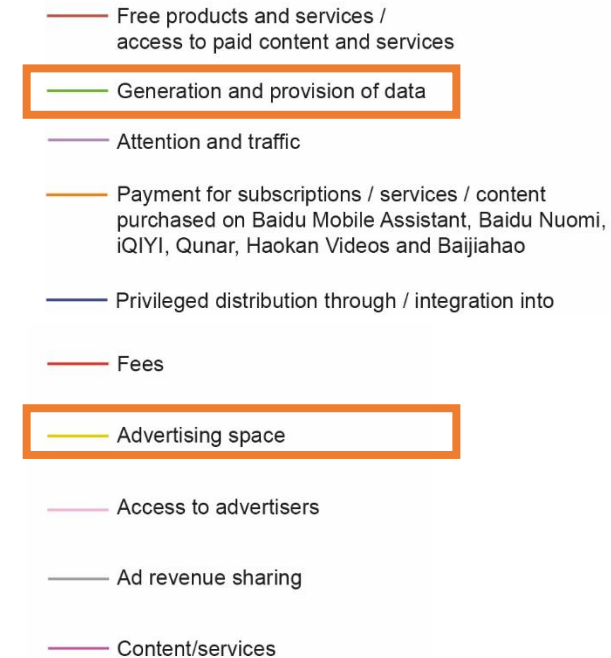 Free products and services /
access to paid content and services
Generation and provision of data
Attention and traffic
Payment for subscriptions / services / content
purchased on Baidu Mobile Assistant, Baidu Nuomi,
iQIYI, Qunar, Haokan Videos and Baijiahao
Privileged distribution through / integration into
Fees
Advertising space
Access to advertisers
Ad revenue sharing
Content/services